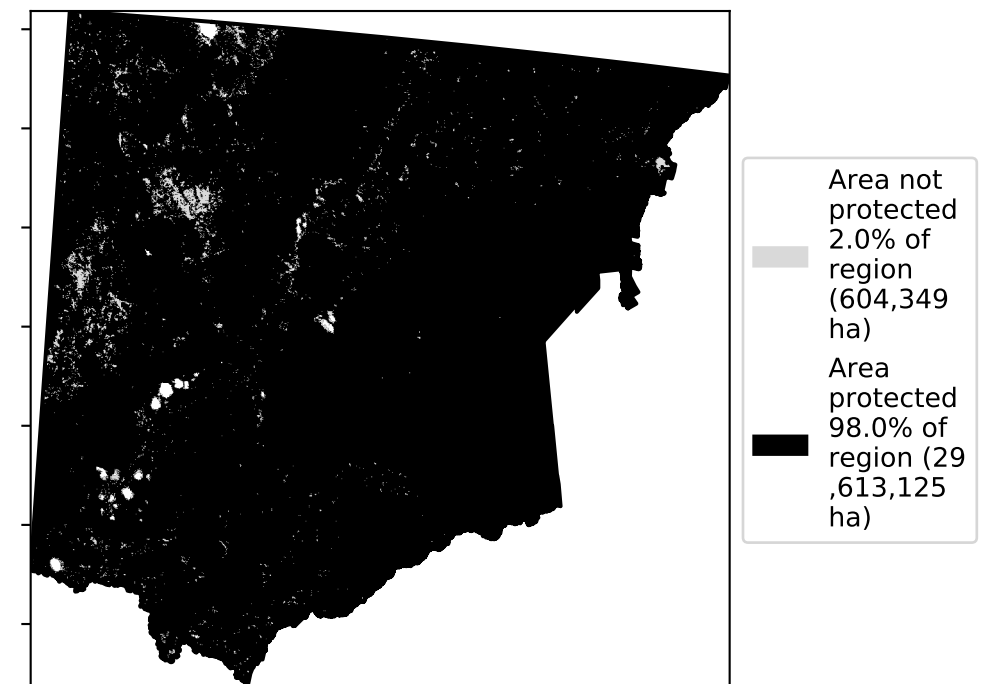 Area not
protected
2.0% of
region
(604,349
ha)
Area
protected
98.0% of
region (29
,613,125
ha)